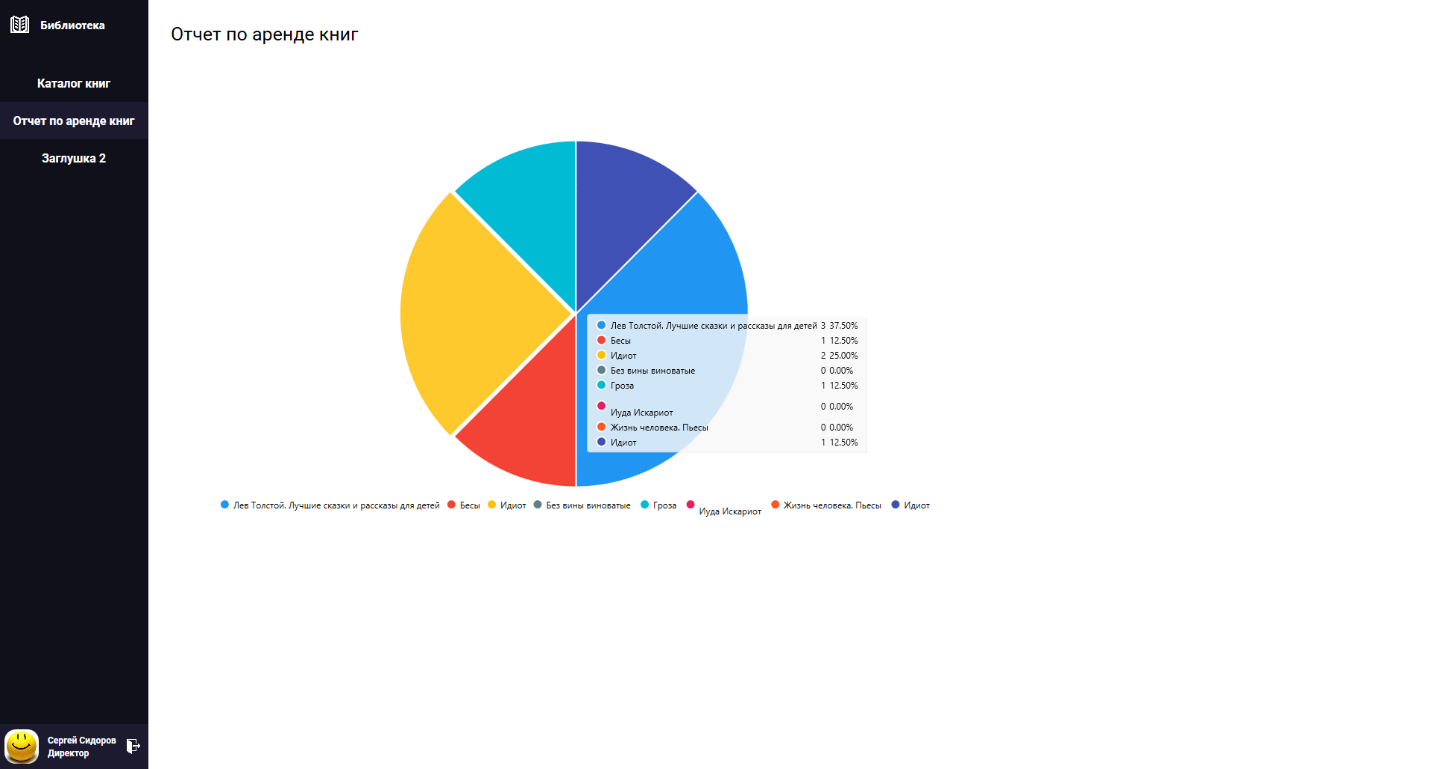 Библиотека
Каталог книг
Отчет по аренде книг
Заглушка 2
Сергей Сидоров
Директор
Отчет по аренде книг
Лев Толстой. Лучшие сказки и рассказы для детей 3 37.50%
Бесы 1 12.50%
Идиот 2 25.00%
Без вины виноватые 0 0.00%
Гроза 1 12.50%
Иуда Искариот 0 0.00%
Жизнь человека. Пьесы 0 0.00%
Идиот 1 12.50%
Лев Толстой. Лучшие сказки и рассказы для детей Бесы Идиот Без вины виноватые Гроза Иуда Искариот Жизнь человека. Пьесы Идиот